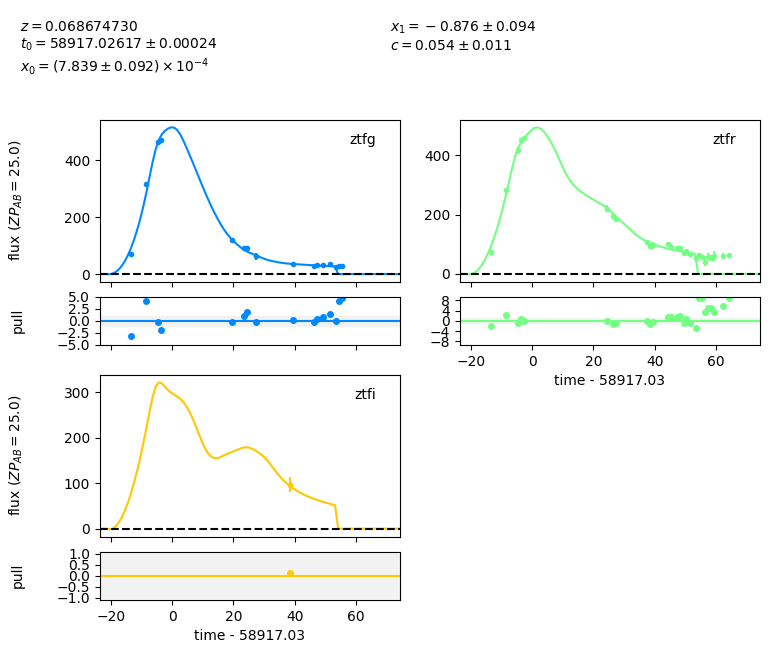 z = 0.068674730
t₀ = 58917.02617 ± 0.00024
x₀ = (7.839 ± 0.092) × 10⁻⁴
x₁ = −0.876 ± 0.094
c = 0.054 ± 0.011
ztfg
flux (ZP_AB = 25.0)
400
200
0
pull
5.0
2.5
0.0
−2.5
−5.0
ztfr
400
200
0
8
4
0
−4
−8
−20 0 20 40 60
time - 58917.03
ztfi
flux (ZP_AB = 25.0)
300
200
100
0
pull
1.0
0.5
0.0
−0.5
−1.0
−20 0 20 40 60
time - 58917.03